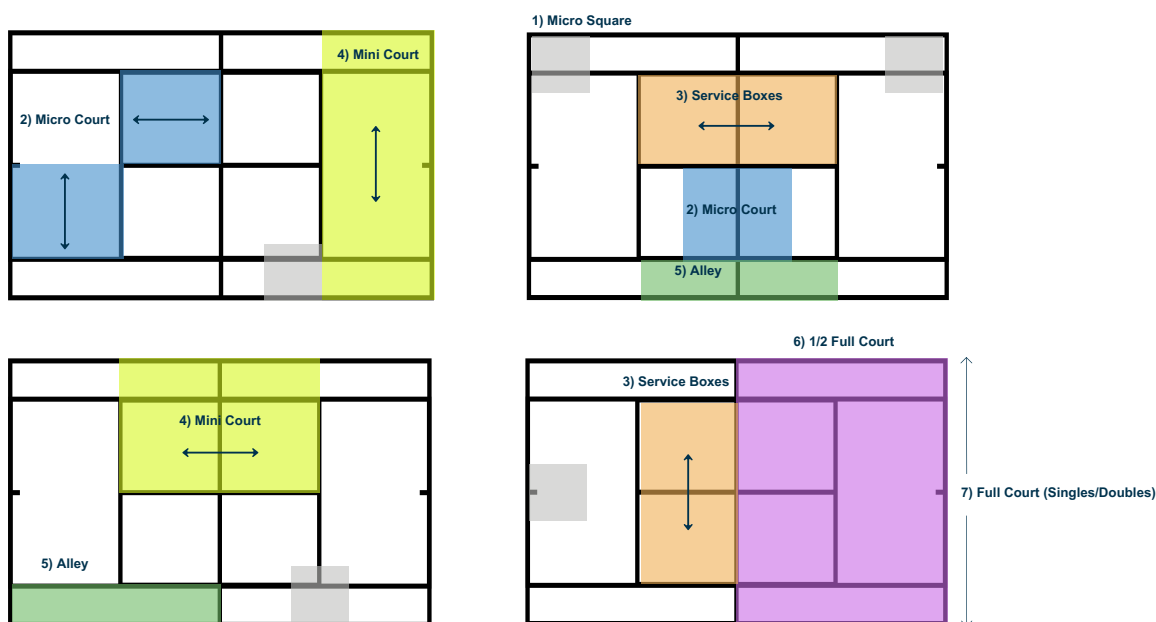 1) Micro Square
4) Mini Court
2) Micro Court
3) Service Boxes
2) Micro Court
5) Alley
6) 1/2 Full Court
3) Service Boxes
4) Mini Court
7) Full Court (Singles/Doubles)
5) Alley